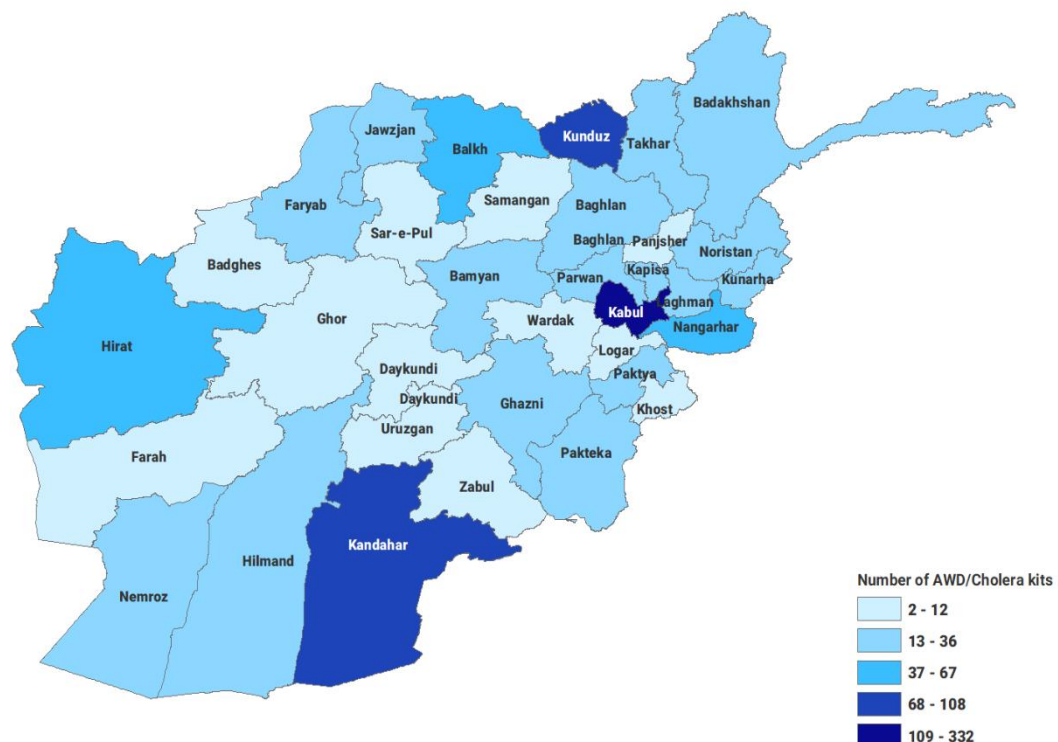 Badakhshan
Jawzjan
Kunduz
Takhar
Balkh
Samangan
Faryab
Baghlan
Sar-e-Pul
Baghlan
Panjsher
Noristan
Badghes
Bamyan
Parwan
Kapisa
Kunarha
Laghman
Ghor
Wardak
Kabul
Nangarhar
Hirat
Logar
Daykundi
Paktya
Daykundi
Ghazni
Khost
Uruzgan
Pakteka
Farah
Zabul
Kandahar
Hilmand
Nemroz
Number of AWD/Cholera kits
2 - 12
13 - 36
37 - 67
68 - 108
109 - 332